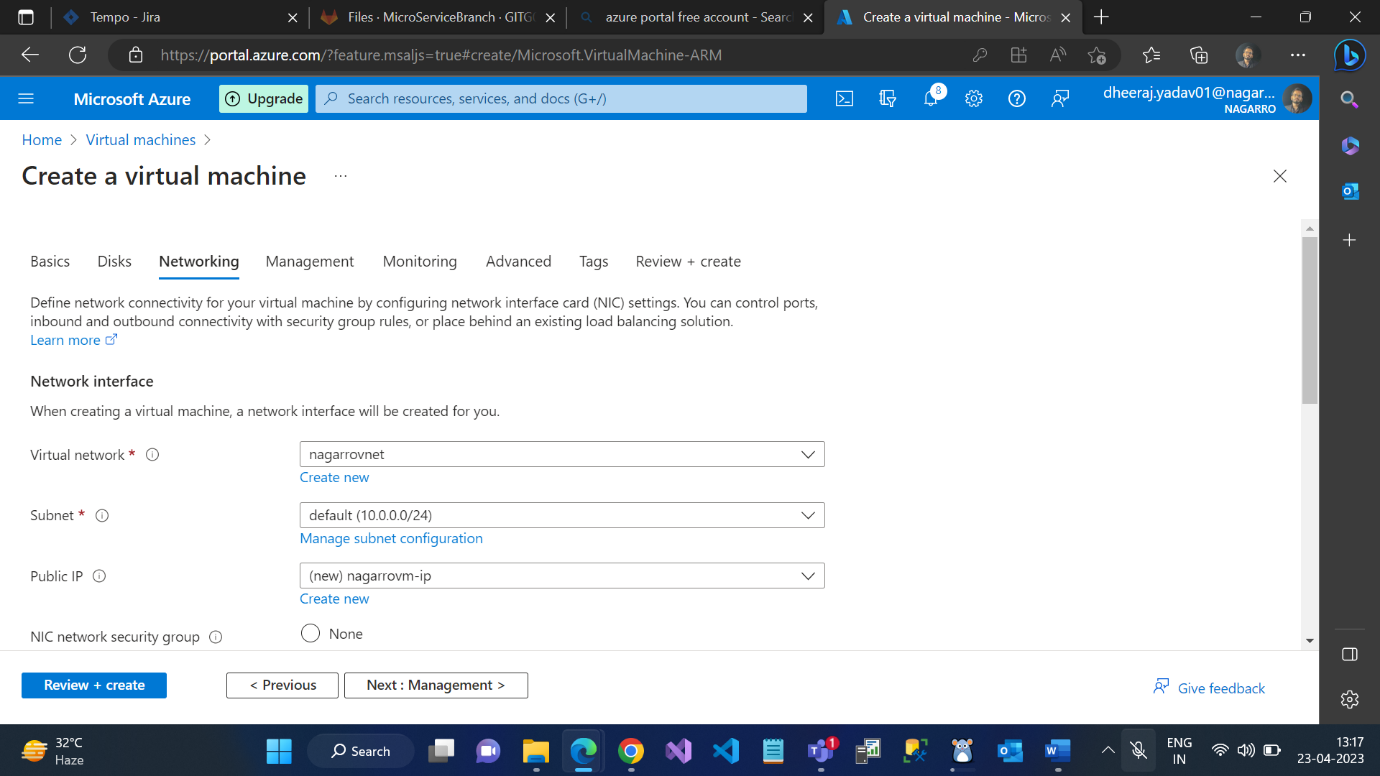 Tempo - Jira
Files · MicroServiceBranch · GITG
azure portal free account - Searc
Create a virtual machine - Micros
https://portal.azure.com/?feature.msaljs=true#create/Microsoft.VirtualMachine-ARM
Microsoft Azure
Upgrade
Search resources, services, and docs (G+/)
8
dheeraj.yadav01@nagar...
NAGARRO
Home > Virtual machines >
Create a virtual machine ...
Basics Disks Networking Management Monitoring Advanced Tags Review + create
Define network connectivity for your virtual machine by configuring network interface card (NIC) settings. You can control ports,
inbound and outbound connectivity with security group rules, or place behind an existing load balancing solution.
Learn more
Network interface
When creating a virtual machine, a network interface will be created for you.
Virtual network *
nagarrovnet
Create new
Subnet *
default (10.0.0.0/24)
Manage subnet configuration
Public IP
(new) nagarrovm-ip
Create new
NIC network security group
None
Review + create
< Previous
Next : Management >
Give feedback
32°C
Haze
Search
1
ENG
IN
13:17
23-04-2023